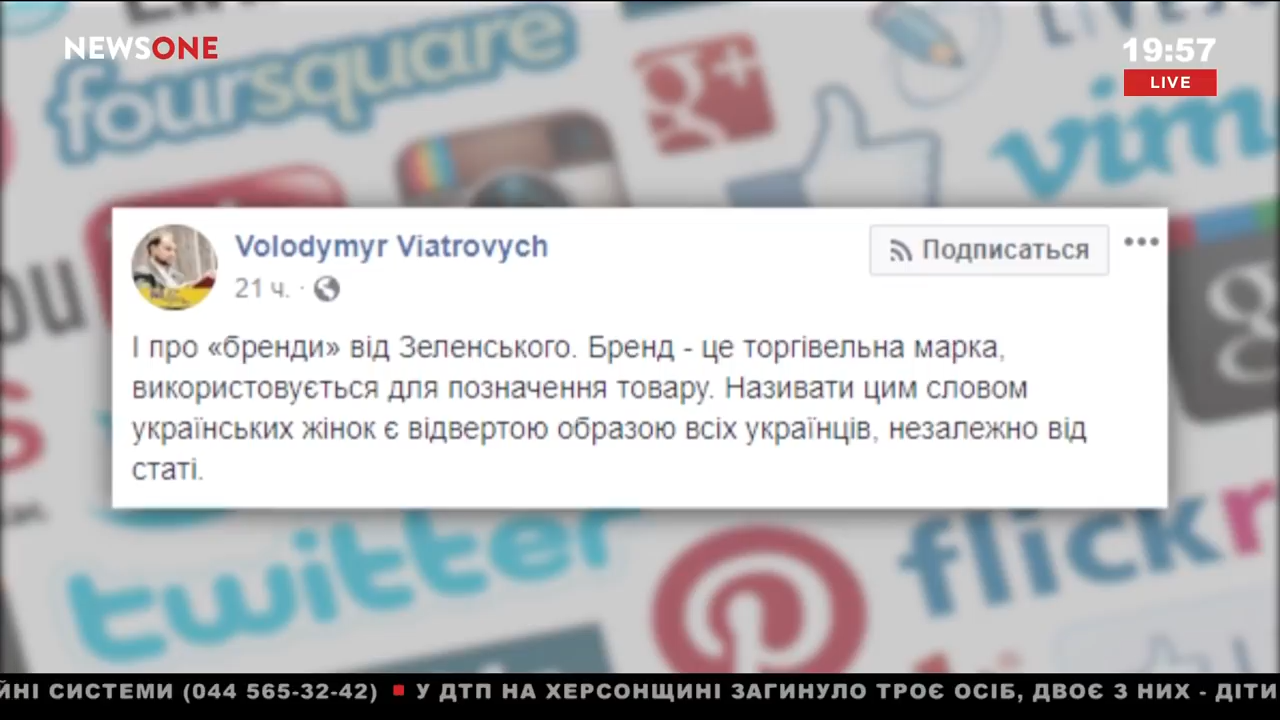 NEWSONE
19:57
LIVE
foursquare
g+
You
vim
g
Volodymyr Viatrovych
Подписаться
21 ч.
І про «бренди» від Зеленського. Бренд - це торгівельна марка,
використовується для позначення товару. Називати цим словом
українських жінок є відвертою образою всіх українців, незалежно від
статі.
twitter
flickr
ЙНІ СИСТЕМИ (044 565-32-42) ▪ У ДТП НА ХЕРСОНЩИНІ ЗАГИНУЛО ТРОЄ ОСІБ, ДВОЄ З НИХ - ДІТИ